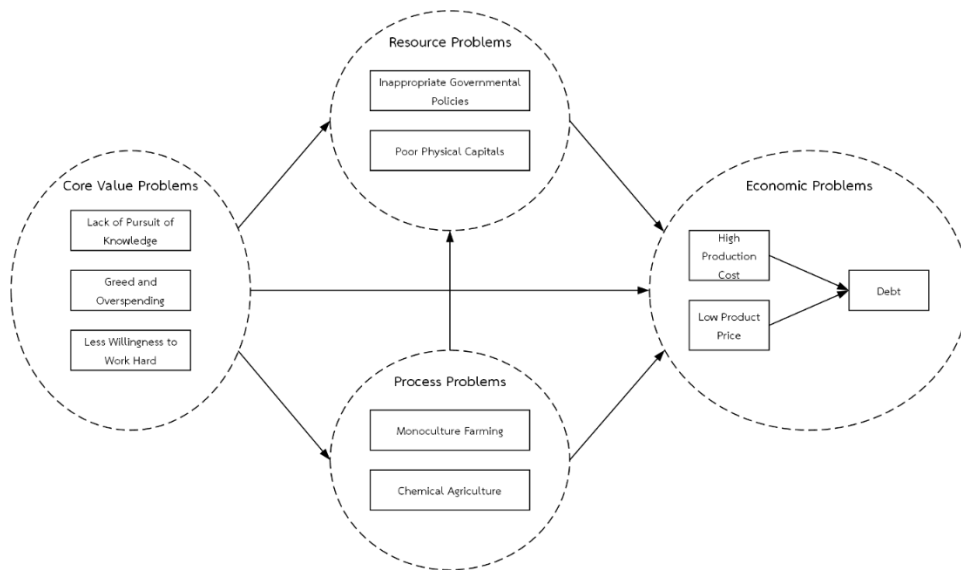 Resource Problems
Inappropriate Governmental
Policies
Poor Physical Capitals
Core Value Problems
Lack of Pursuit of
Knowledge
Greed and
Overspending
Less Willingness to
Work Hard
Economic Problems
High
Production
Cost
Low Product
Price
Debt
Process Problems
Monoculture Farming
Chemical Agriculture